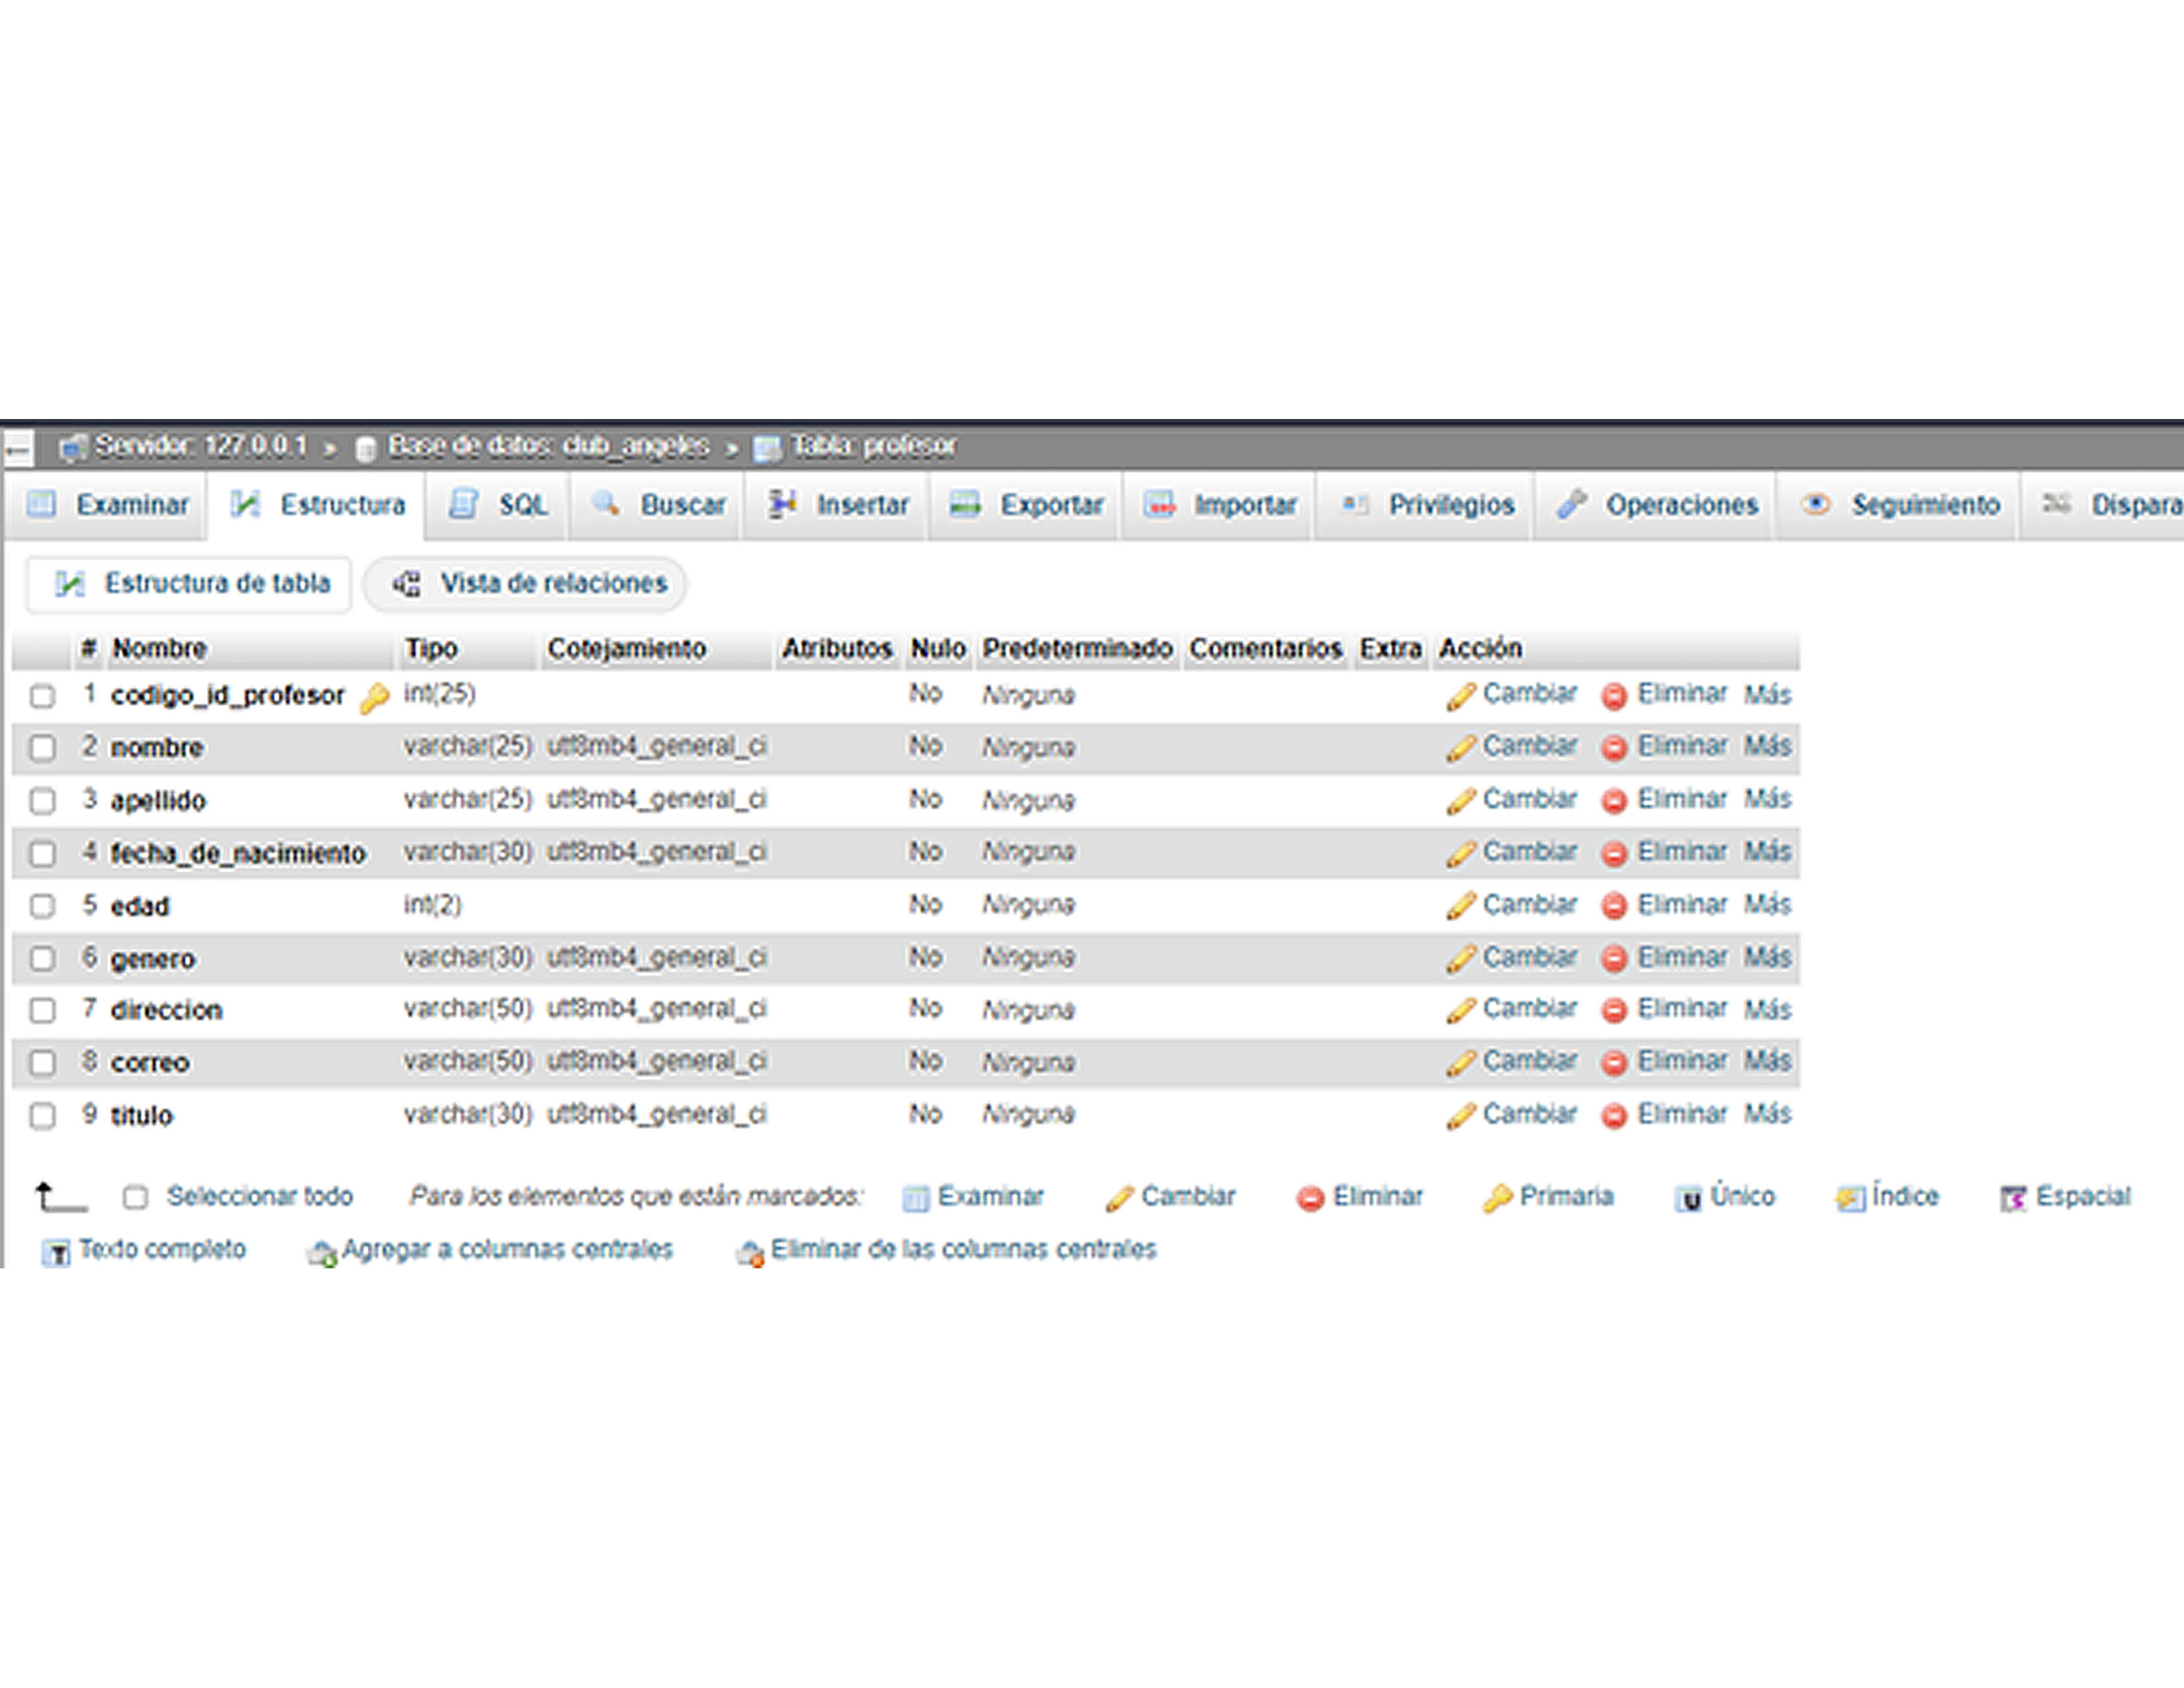 Servidor: 127.0.0.1 » Base de datos: club_angeles » Tabla: profesor
Examinar Estructura SQL Buscar Insertar Exportar Importar Privilegios Operaciones Seguimiento Dispara
Estructura de tabla Vista de relaciones
# Nombre Tipo Cotejamiento Atributos Nulo Predeterminado Comentarios Extra Acción
1 codigo_id_profesor int(25) No Ninguna Cambiar Eliminar Más
2 nombre varchar(25) utf8mb4_general_ci No Ninguna Cambiar Eliminar Más
3 apellido varchar(25) utf8mb4_general_ci No Ninguna Cambiar Eliminar Más
4 fecha_de_nacimiento varchar(30) utf8mb4_general_ci No Ninguna Cambiar Eliminar Más
5 edad int(2) No Ninguna Cambiar Eliminar Más
6 genero varchar(30) utf8mb4_general_ci No Ninguna Cambiar Eliminar Más
7 direccion varchar(50) utf8mb4_general_ci No Ninguna Cambiar Eliminar Más
8 correo varchar(50) utf8mb4_general_ci No Ninguna Cambiar Eliminar Más
9 titulo varchar(30) utf8mb4_general_ci No Ninguna Cambiar Eliminar Más
Seleccionar todo Para los elementos que están marcados: Examinar Cambiar Eliminar Primaria Único Índice Espacial
Texto completo Agregar a columnas centrales Eliminar de las columnas centrales